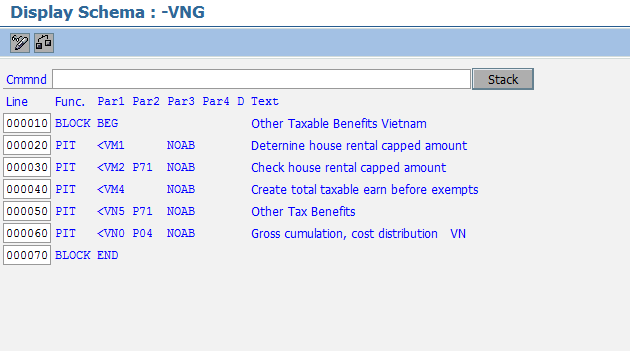 Display Schema : -VNG
Cmmnd Stack
Line Func. Par1 Par2 Par3 Par4 D Text
000010 BLOCK BEG Other Taxable Benefits Vietnam
000020 PIT <VM1 NOAB Deternine house rental capped amount
000030 PIT <VM2 P71 NOAB Check house rental capped amount
000040 PIT <VM4 NOAB Create total taxable earn before exempts
000050 PIT <VN5 P71 NOAB Other Tax Benefits
000060 PIT <VN0 P04 NOAB Gross cumulation, cost distribution VN
000070 BLOCK END